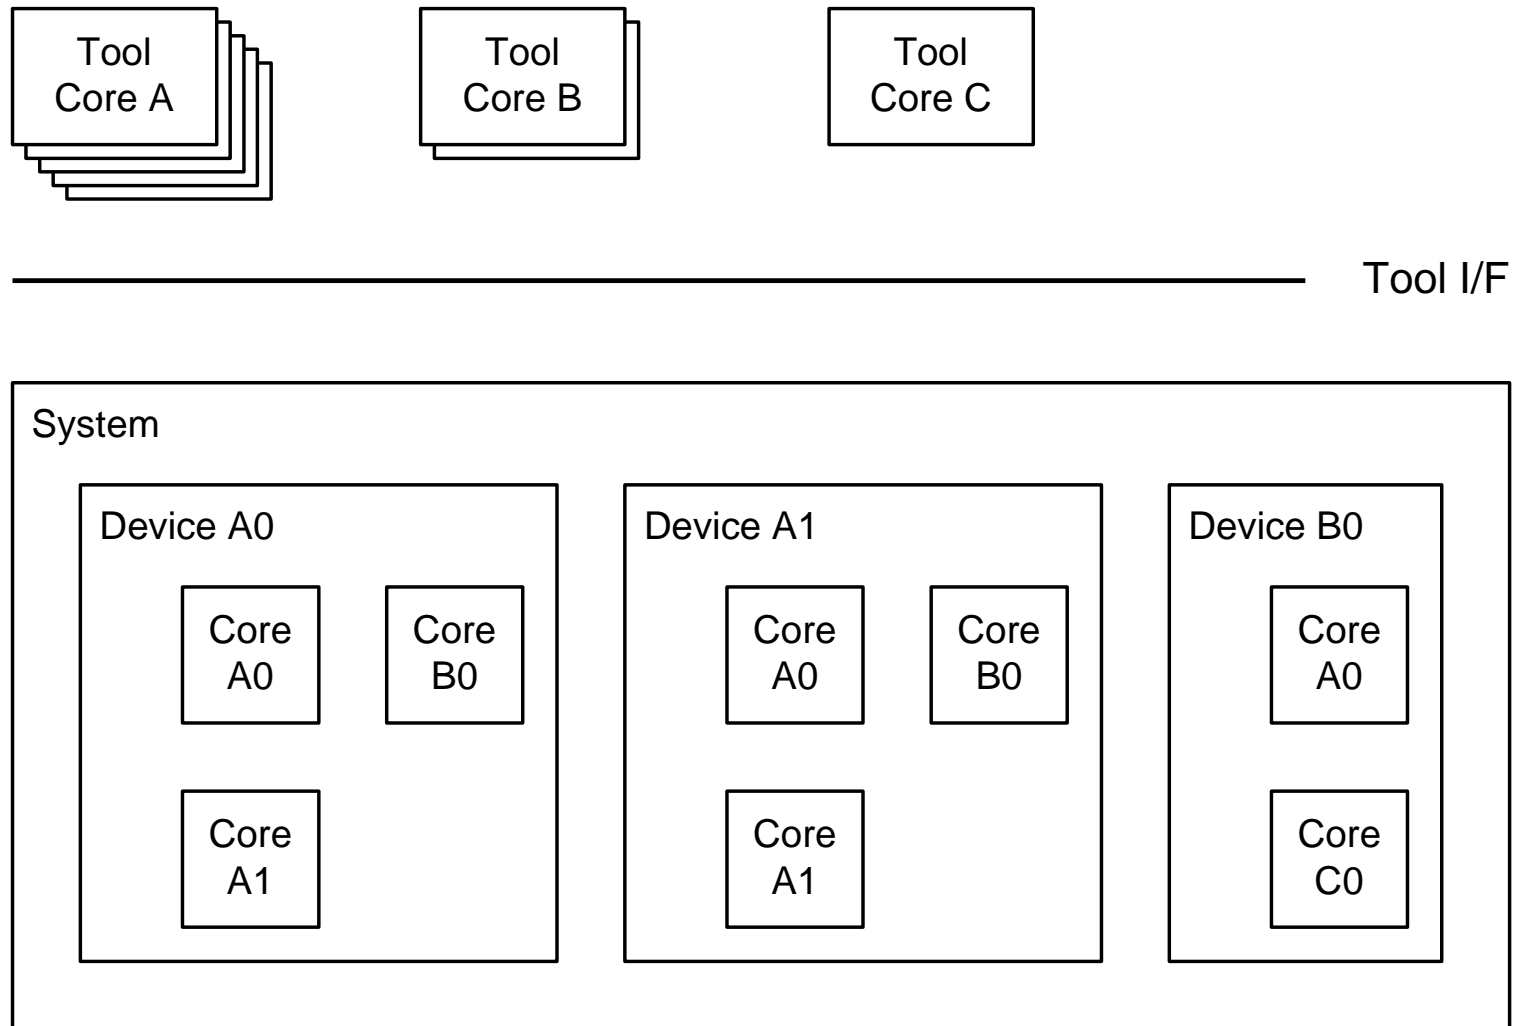 Tool
Core A
Tool
Core B
Tool
Core C
Tool I/F
System
Device A0
Core
A0
Core
B0
Core
A1
Device A1
Core
A0
Core
B0
Core
A1
Device B0
Core
A0
Core
C0